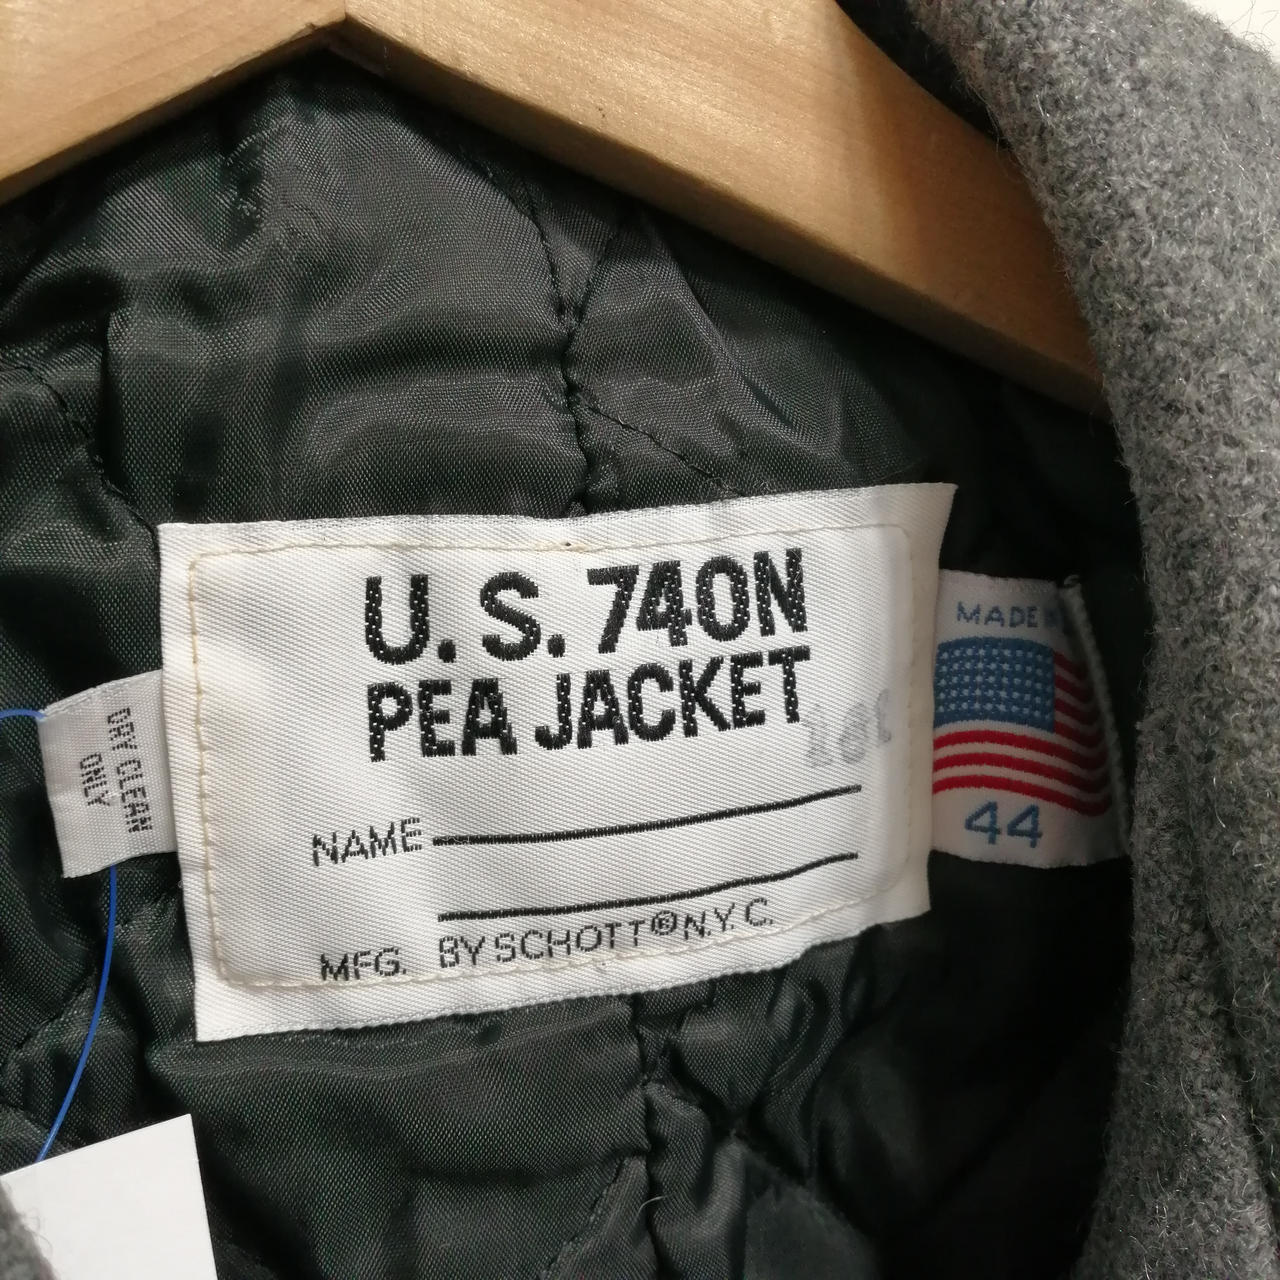 U. S. 740N
PEA JACKET
NAME
MFG. BY SCHOTT® N.Y.C.
DRY CLEAN
ONLY
MADE
44